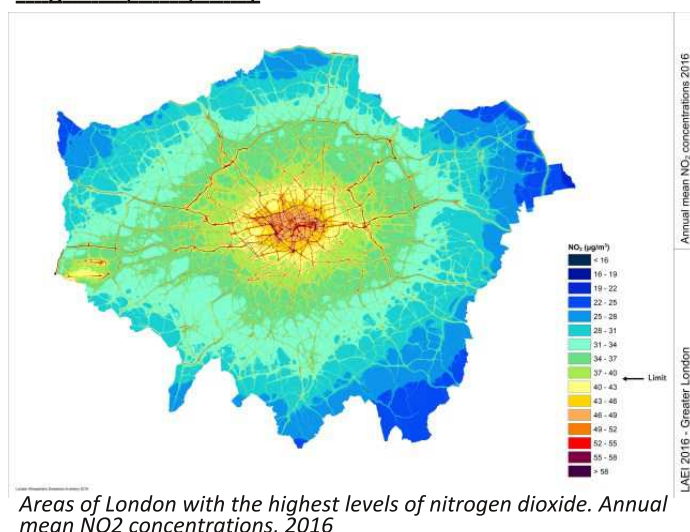 Annual mean NO₂ concentrations 2016
LAEI 2016 - Greater London
NO₂ (µg/m³)
< 16
16 - 19
19 - 22
22 - 25
25 - 28
28 - 31
31 - 34
34 - 37
37 - 40
40 - 43
43 - 46
46 - 49
49 - 52
52 - 55
55 - 58
> 58
Limit
Areas of London with the highest levels of nitrogen dioxide. Annual
mean NO2 concentrations, 2016